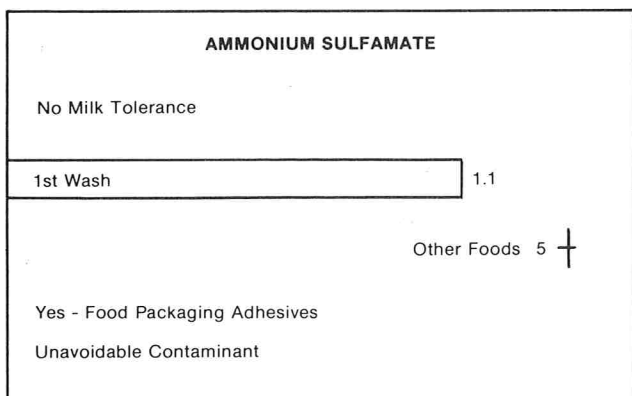 AMMONIUM SULFAMATE
No Milk Tolerance
1st Wash 1.1
Other Foods 5
Yes - Food Packaging Adhesives
Unavoidable Contaminant